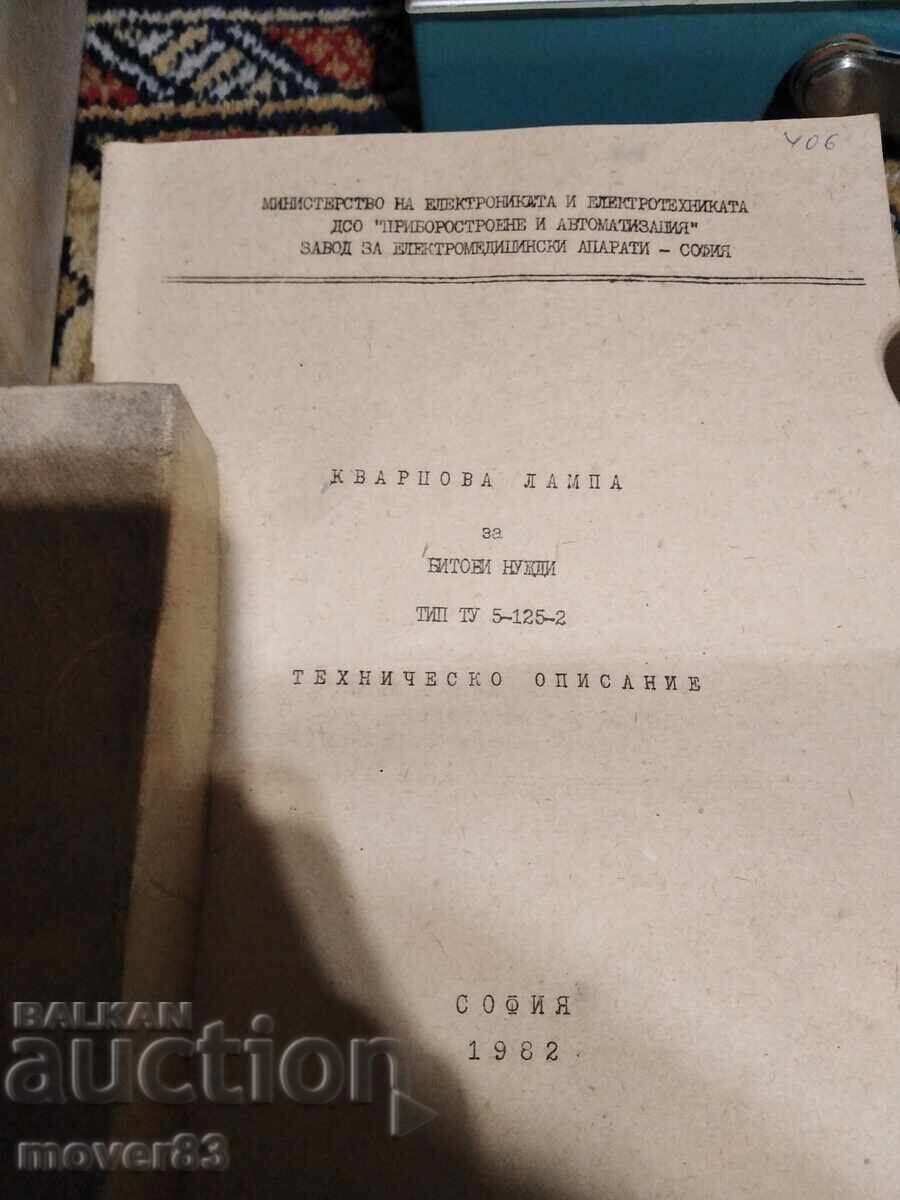 406
МИНИСТЕРСТВО НА ЕЛЕКТРОНИКАТА И ЕЛЕКТРОТЕХНИКАТА
ДСО "ПРИБОРОСТРОЕНЕ И АВТОМАТИЗАЦИЯ"
ЗАВОД ЗА ЕЛЕКТРОМЕДИЦИНСКИ АПАРАТИ – СОФИЯ
КВАРЦОВА ЛАМПА
за
БИТОВИ НУЖДИ
ТИП ТУ 5-125-2
ТЕХНИЧЕСКО ОПИСАНИЕ
СОФИЯ
1982
BALKAN
auction
mover83